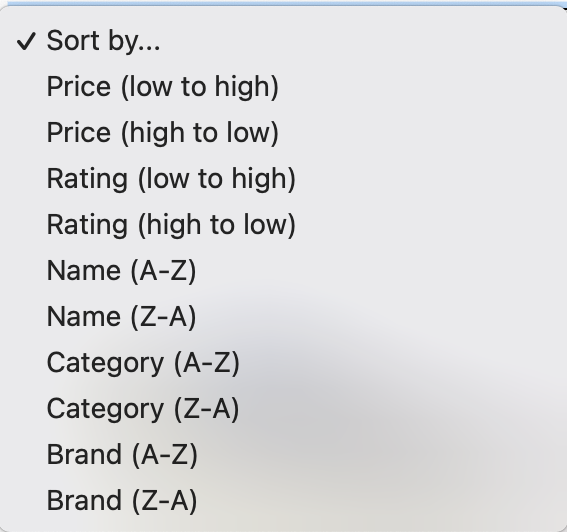 ✓ Sort by...
Price (low to high)
Price (high to low)
Rating (low to high)
Rating (high to low)
Name (A-Z)
Name (Z-A)
Category (A-Z)
Category (Z-A)
Brand (A-Z)
Brand (Z-A)